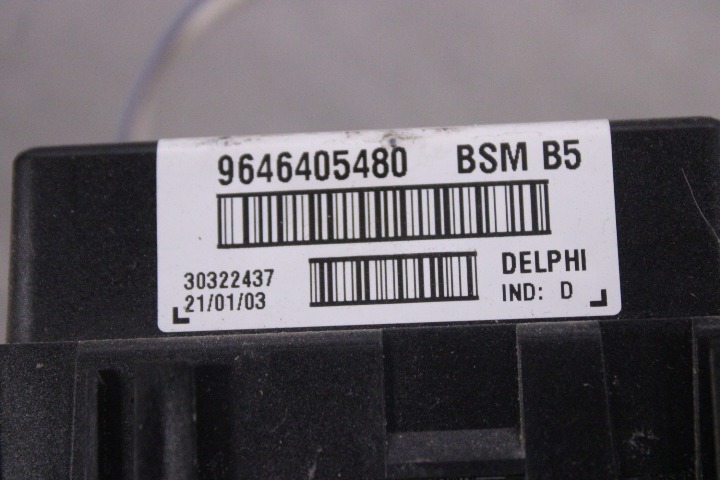 9646405480 BSM B5
30322437 DELPHI
21/01/03 IND: D